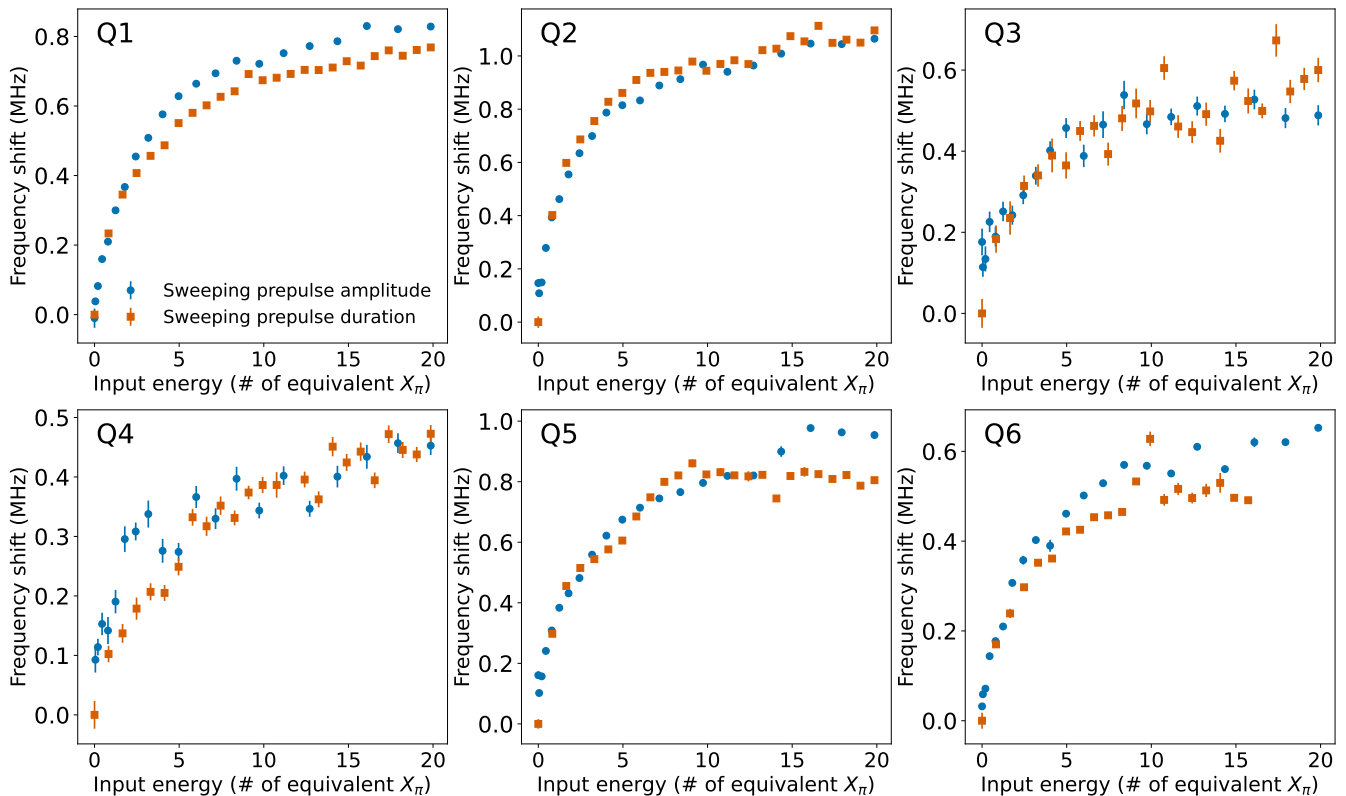 Q1
Frequency shift (MHz)
0.8
0.6
0.4
0.2
0.0
Sweeping prepulse amplitude
Sweeping prepulse duration
0 5 10 15 20
Input energy (# of equivalent Xπ)
Q2
Frequency shift (MHz)
1.0
0.8
0.6
0.4
0.2
0.0
0 5 10 15 20
Input energy (# of equivalent Xπ)
Q3
Frequency shift (MHz)
0.6
0.4
0.2
0.0
0 5 10 15 20
Input energy (# of equivalent Xπ)
Q4
Frequency shift (MHz)
0.5
0.4
0.3
0.2
0.1
0.0
0 5 10 15 20
Input energy (# of equivalent Xπ)
Q5
Frequency shift (MHz)
1.0
0.8
0.6
0.4
0.2
0.0
0 5 10 15 20
Input energy (# of equivalent Xπ)
Q6
Frequency shift (MHz)
0.6
0.4
0.2
0.0
0 5 10 15 20
Input energy (# of equivalent Xπ)